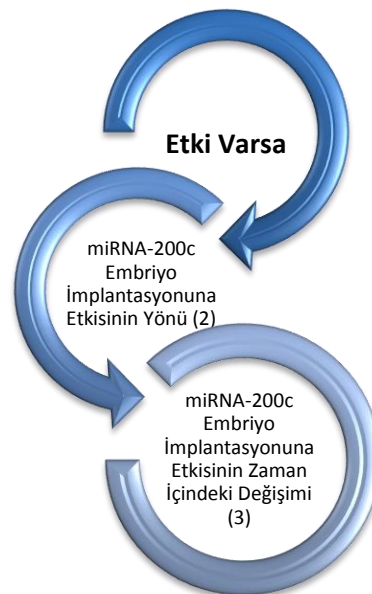 Etki Varsa
miRNA-200c
Embriyo
İmplantasyonuna
Etkisinin Yönü (2)
miRNA-200c
Embriyo
İmplantasyonuna
Etkisinin Zaman
İçindeki Değişimi
(3)